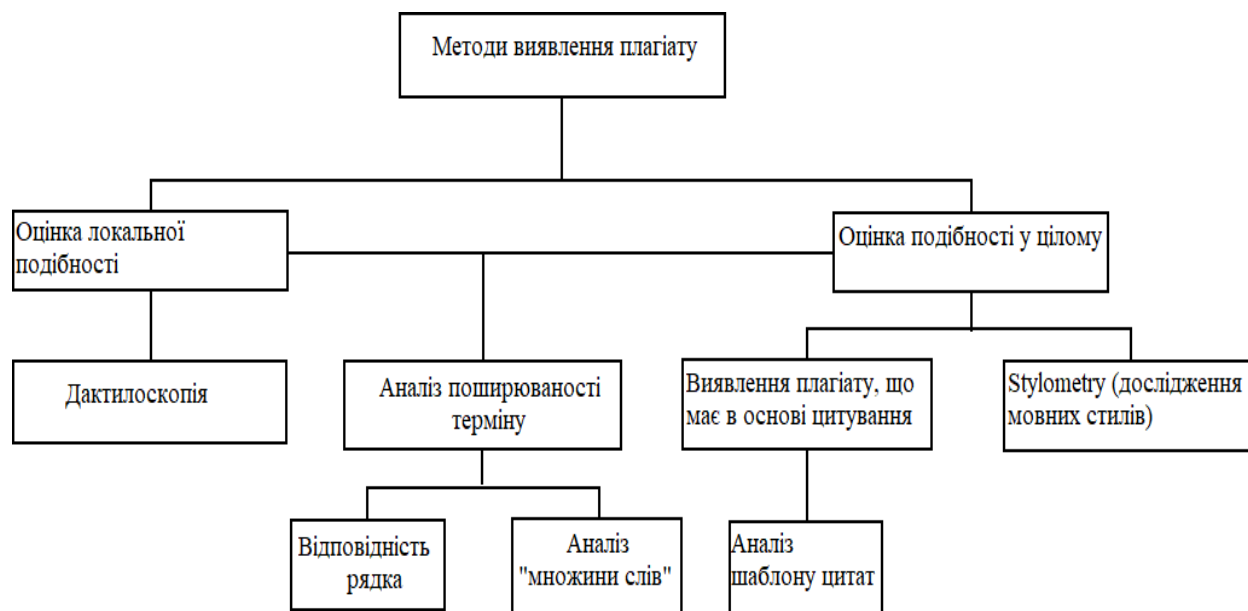 Методи виявлення плагіату
Оцінка локальної
подібності
Оцінка подібності у цілому
Дактилоскопія
Аналіз поширюваності
терміну
Виявлення плагіату, що
має в основі цитування
Stylometry (дослідження
мовних стилів)
Відповідність
рядка
Аналіз
"множини слів"
Аналіз
шаблону цитат